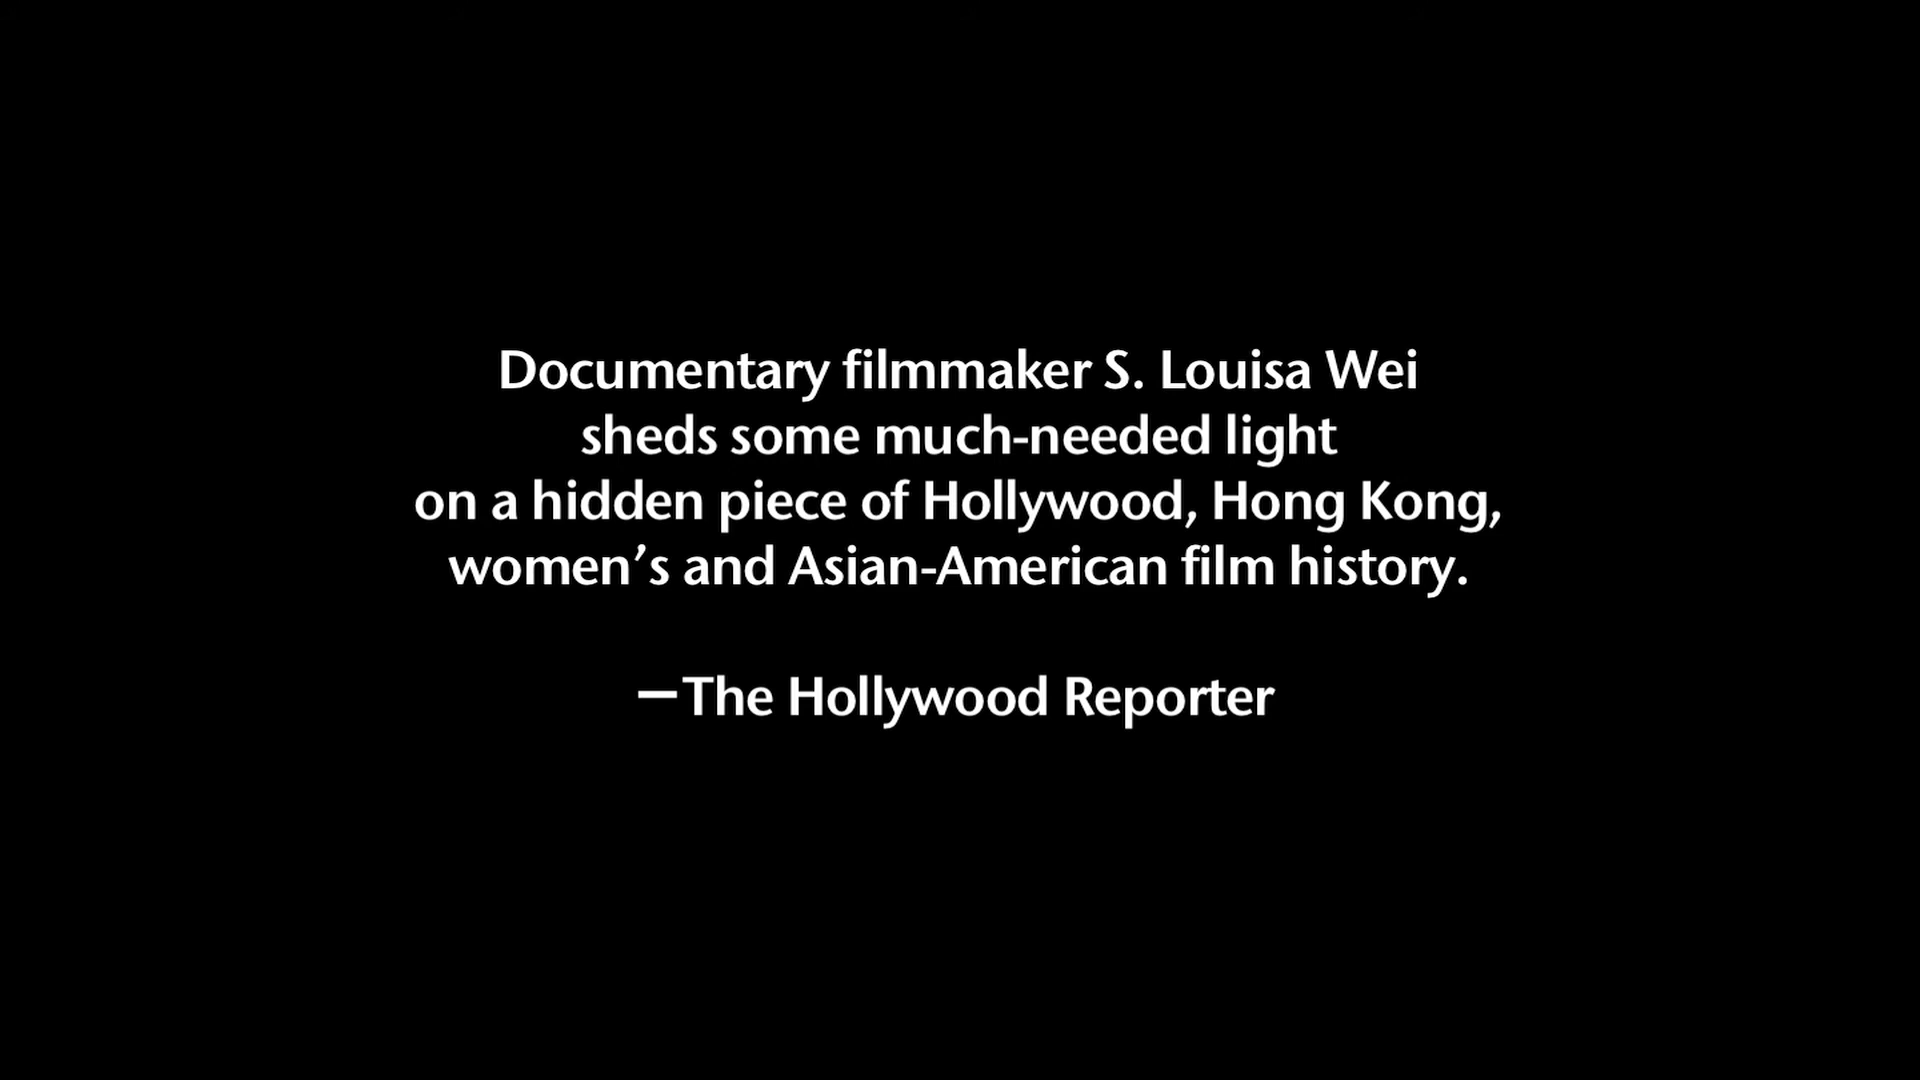 Documentary filmmaker S. Louisa Wei
sheds some much-needed light
on a hidden piece of Hollywood, Hong Kong,
women’s and Asian-American film history.
—The Hollywood Reporter